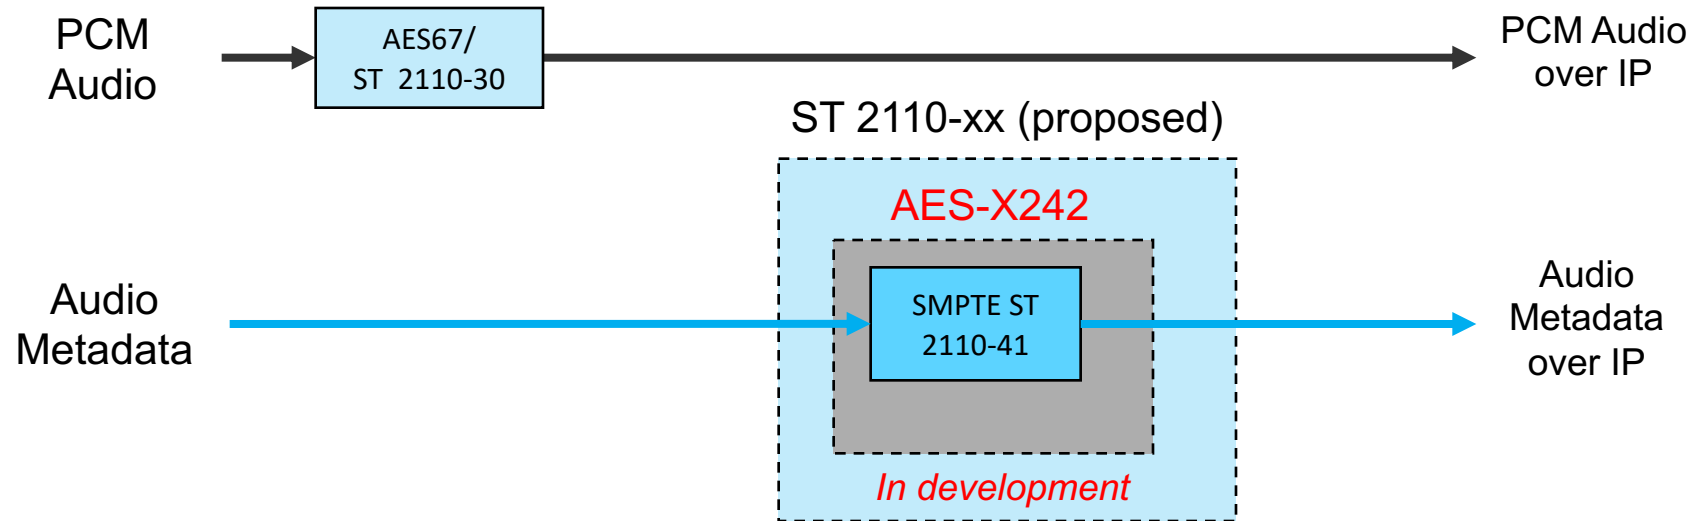 PCM
Audio
AES67/
ST 2110-30
PCM Audio
over IP
ST 2110-xx (proposed)
AES-X242
Audio
Metadata
SMPTE ST
2110-41
Audio
Metadata
over IP
In development